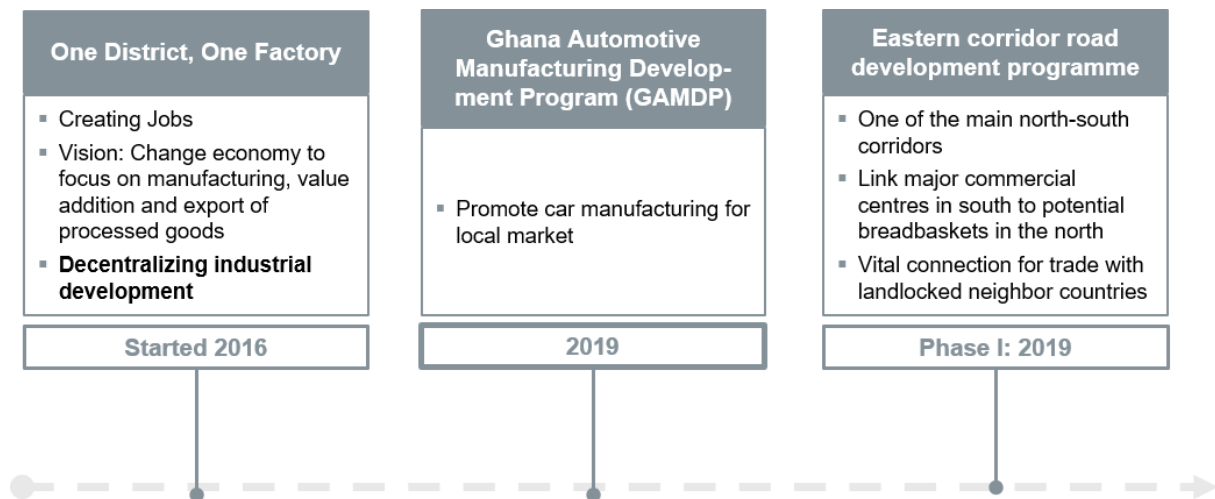 One District, One Factory
▪ Creating Jobs
▪ Vision: Change economy to
focus on manufacturing, value
addition and export of
processed goods
▪ Decentralizing industrial
development
Started 2016
Ghana Automotive
Manufacturing Develop-
ment Program (GAMDP)
▪ Promote car manufacturing for
local market
2019
Eastern corridor road
development programme
▪ One of the main north-south
corridors
▪ Link major commercial
centres in south to potential
breadbaskets in the north
▪ Vital connection for trade with
landlocked neighbor countries
Phase I: 2019